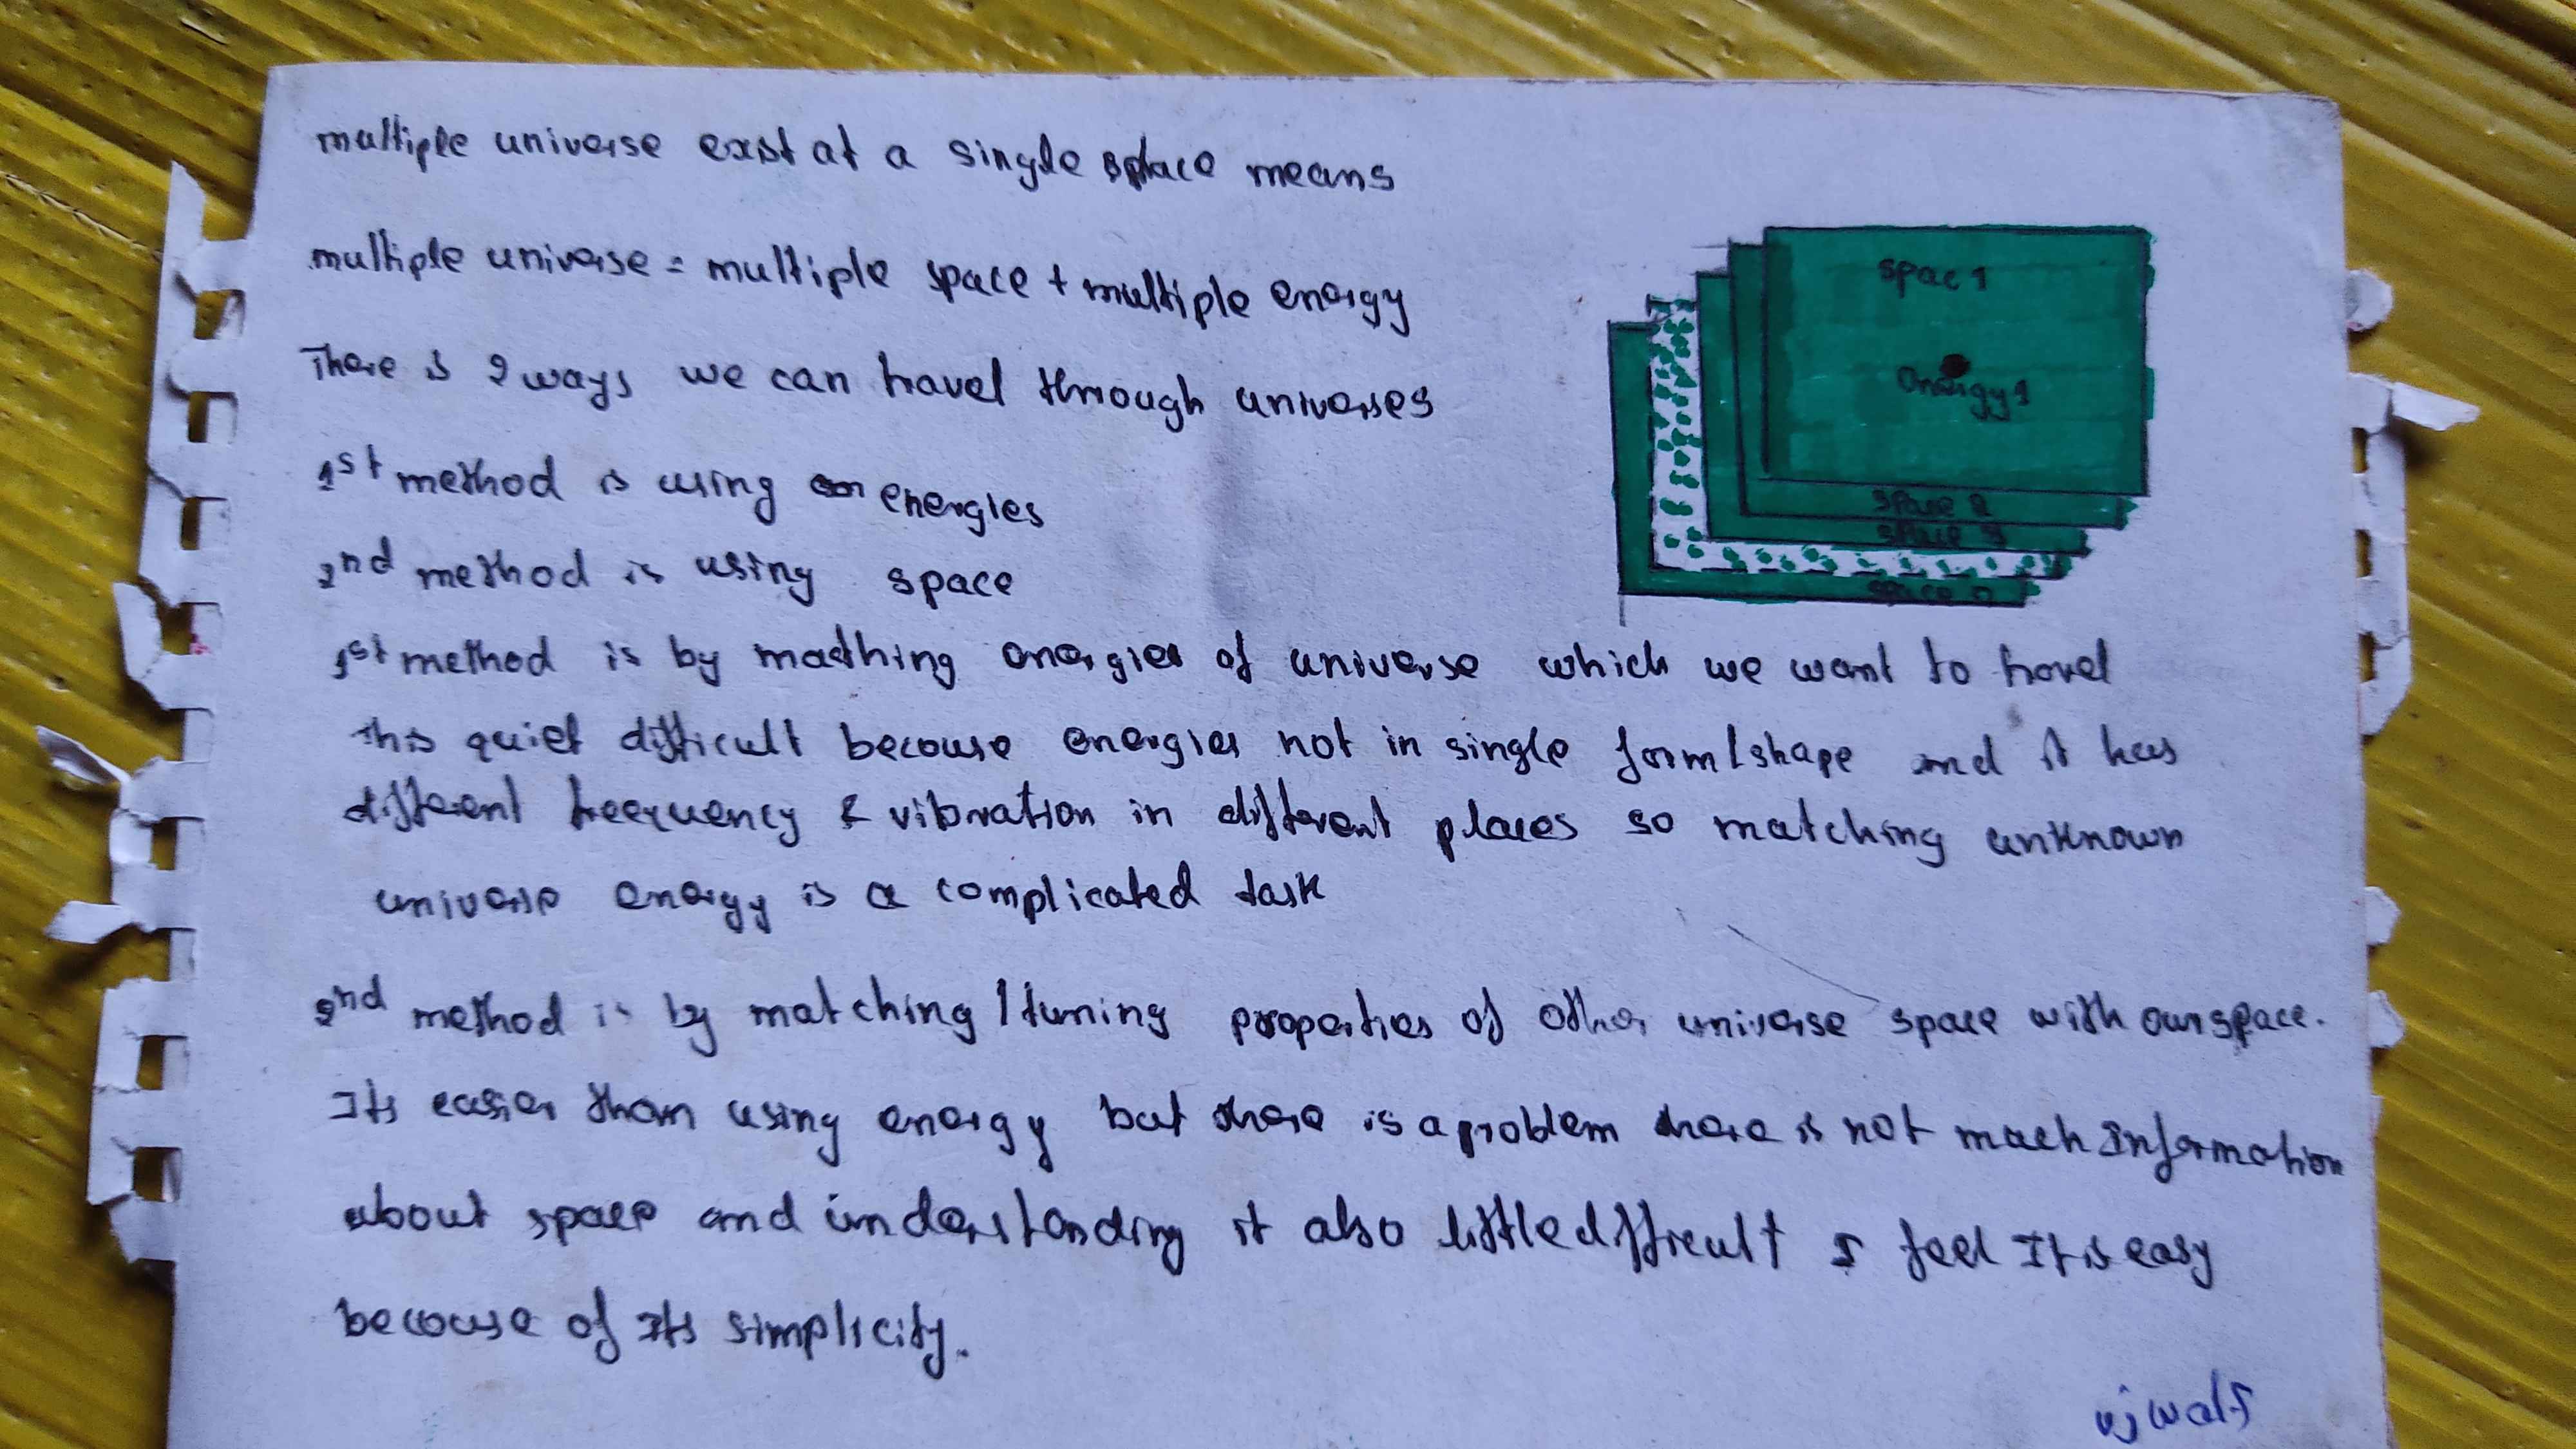 multiple universe exist at a single splace means
multiple universe = multiple space + multiple energy
There is 2 ways we can travel through universes
1st method is using energies
2nd method is using space
1st method is by matching energies of universe which we want to travel
this quiet difficult becouse energies not in single form/shape and it has
different freequency & vibration in different places so matching unknown
universe energy is a complicated task
2nd method is by matching/tuning properties of other universe space with our space.
Its easier than using energy but there is a problem there is not much Information
about space and understanding it also little difficult I feel It is easy
becouse of Its simplicity.
spac 1
Energy 1
space 2
space 3
space n